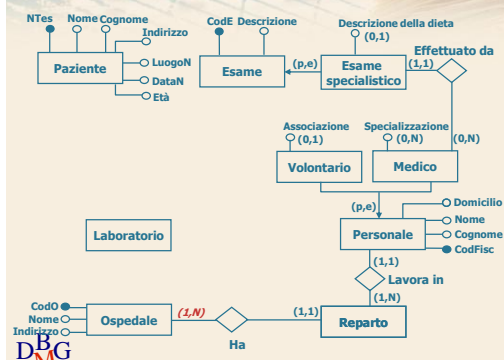 NTes Nome Cognome
Indirizzo
Paziente
LuogoN
DataN
Età
CodE Descrizione
Esame
(p,e)
Descrizione della dieta
(0,1)
Esame
specialistico
(1,1)
Effettuato da
(0,N)
Associazione
(0,1)
Volontario
Specializzazione
(0,N)
Medico
(p,e)
Personale
Domicilio
Nome
Cognome
CodFisc
Laboratorio
(1,1)
Lavora in
(1,N)
CodO
Nome
Indirizzo
Ospedale
(1,N)
Ha
(1,1)
Reparto
DBMG